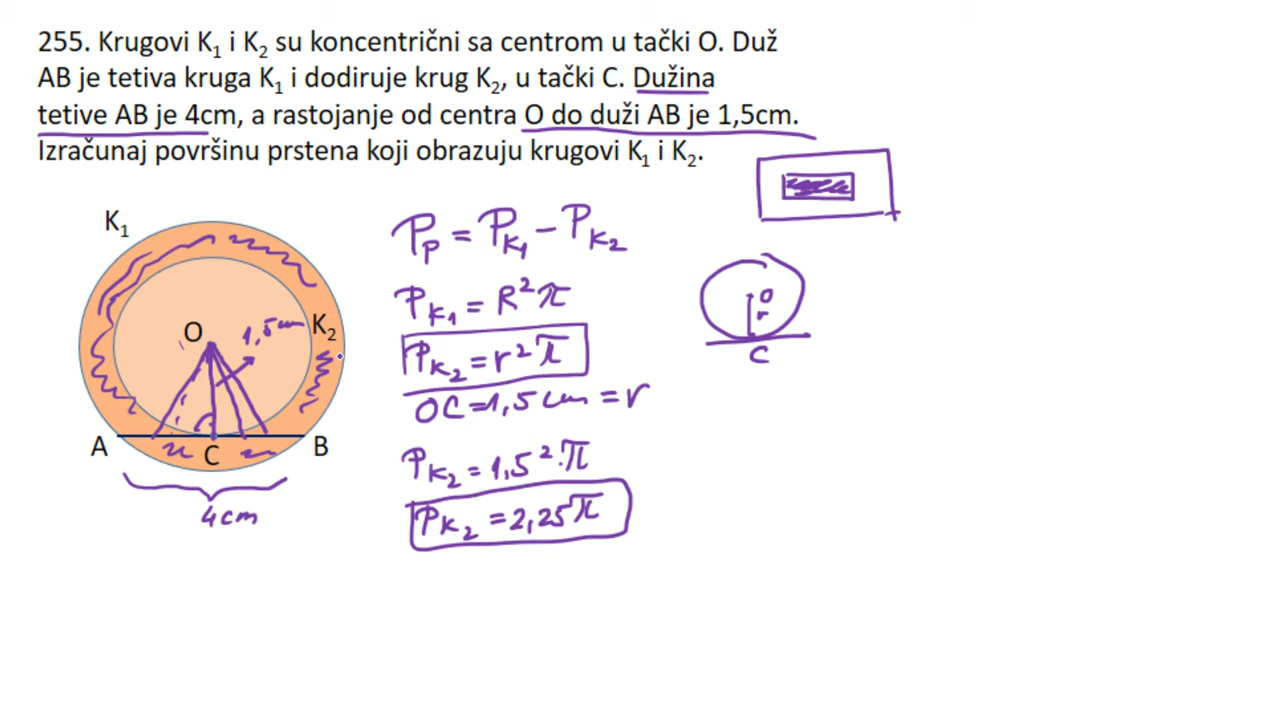 255. Krugovi K₁ i K₂ su koncentrični sa centrom u tački O. Duž
AB je tetiva kruga K₁ i dodiruje krug K₂, u tački C. Dužina
tetive AB je 4cm, a rastojanje od centra O do duži AB je 1,5cm.
Izračunaj površinu prstena koji obrazuju krugovi K₁ i K₂.
K₁
O
1,5cm
K₂
A
C
B
4cm
Pp = PK₁ - PK₂
PK₁ = R²π
PK₂ = r²π
OC=1,5cm = r
PK₂ = 1,5²·π
PK₂ = 2,25π
O
r
C